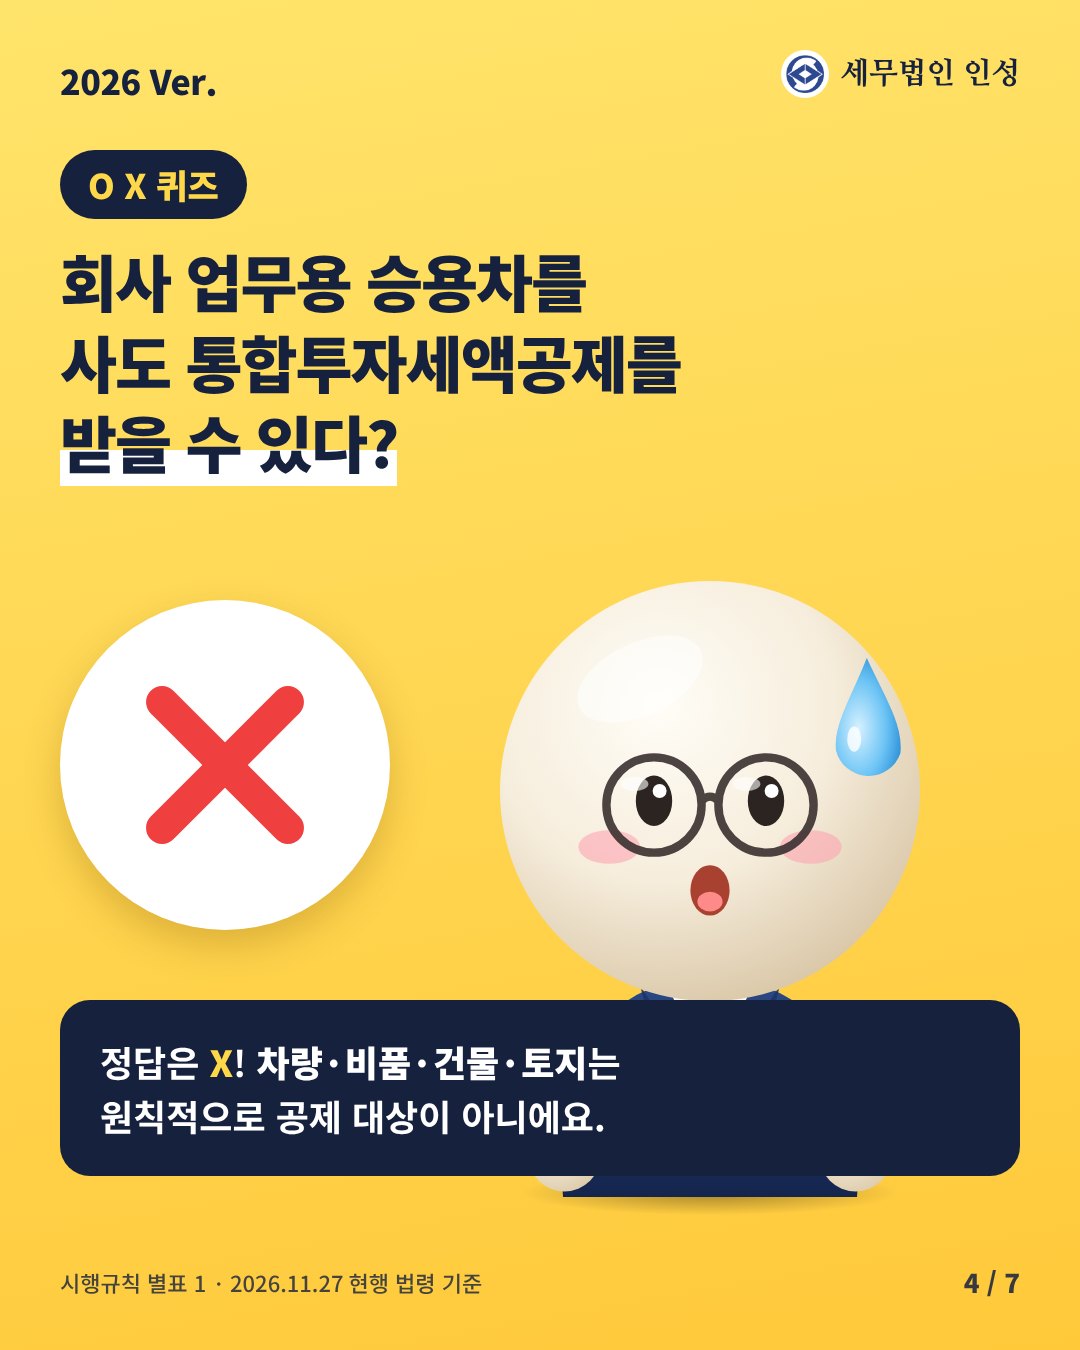 2026 Ver.
세무법인 인성
O X 퀴즈
회사 업무용 승용차를
사도 통합투자세액공제를
받을 수 있다?
정답은 X! 차량·비품·건물·토지는
원칙적으로 공제 대상이 아니에요.
시행규칙 별표 1 · 2026.11.27 현행 법령 기준
4 / 7